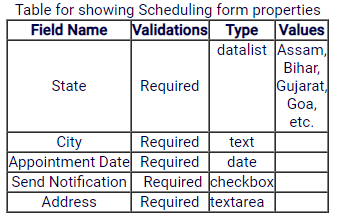 Table for showing Scheduling form properties
Field Name Validations Type Values
State Required datalist Assam,
Bihar,
Gujarat,
Goa,
etc.
City Required text
Appointment Date Required date
Send Notification Required checkbox
Address Required textarea